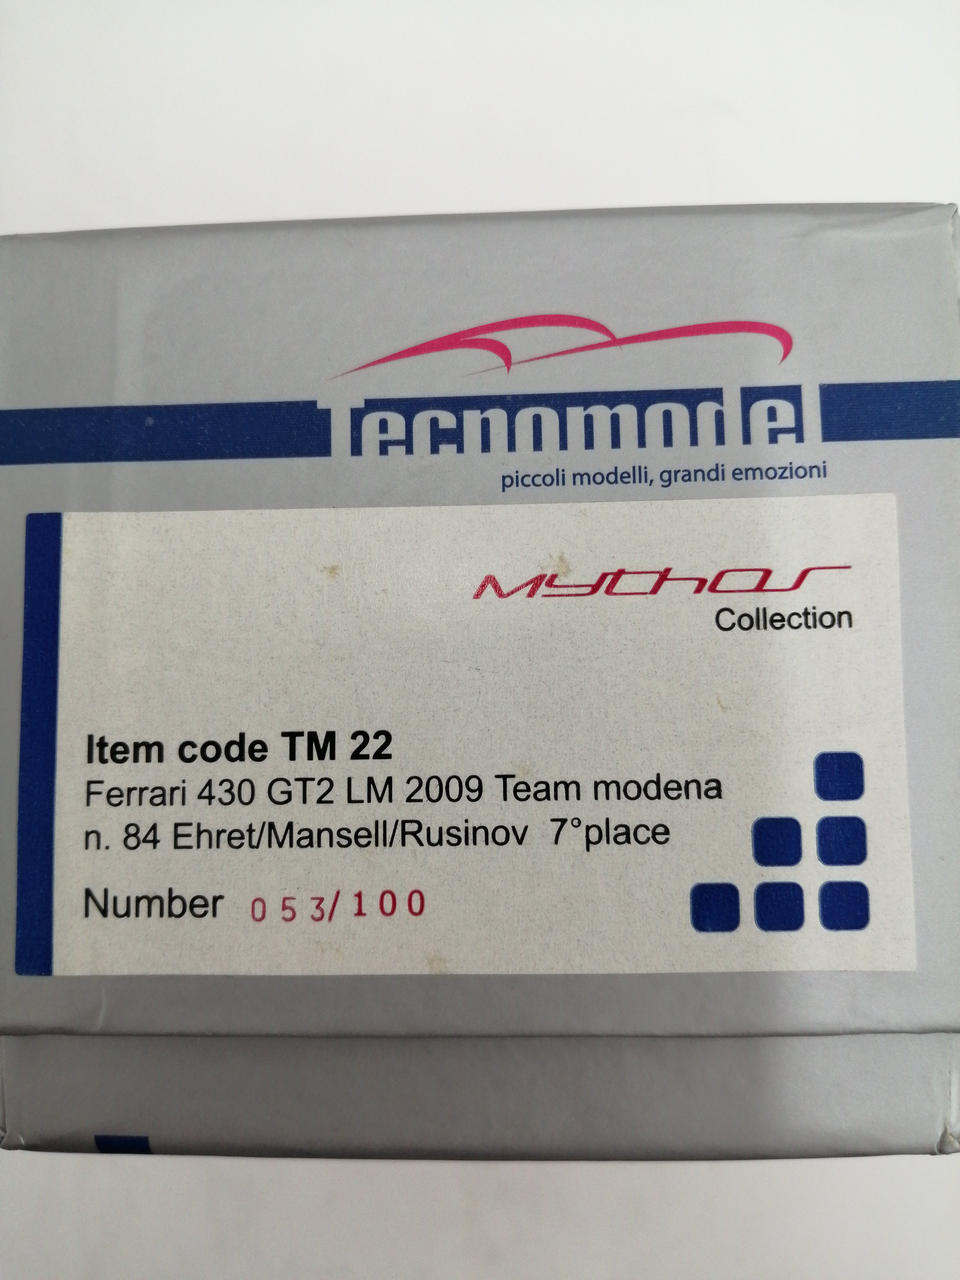 Tecnomodel
piccoli modelli, grandi emozioni
Mythos
Collection
Item code TM 22
Ferrari 430 GT2 LM 2009 Team modena
n. 84 Ehret/Mansell/Rusinov 7°place
Number 053/100